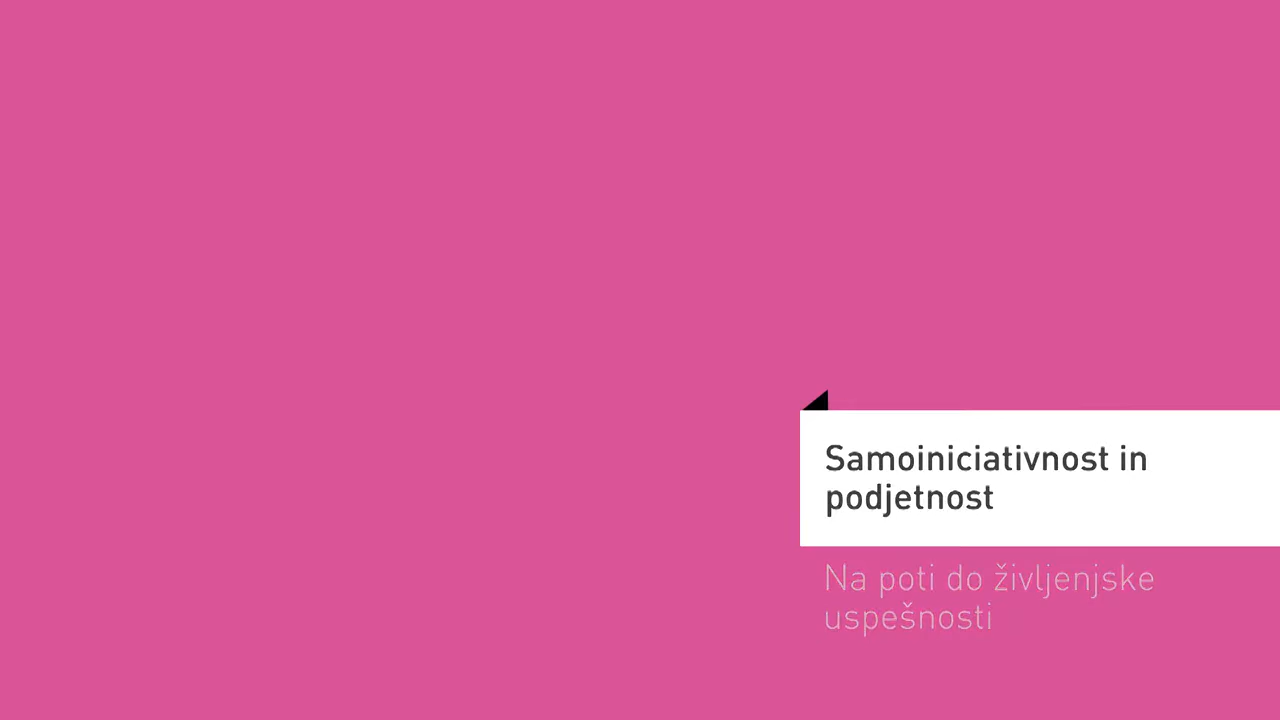 Samoiniciativnost in
podjetnost
Na poti do življenjske
uspešnosti